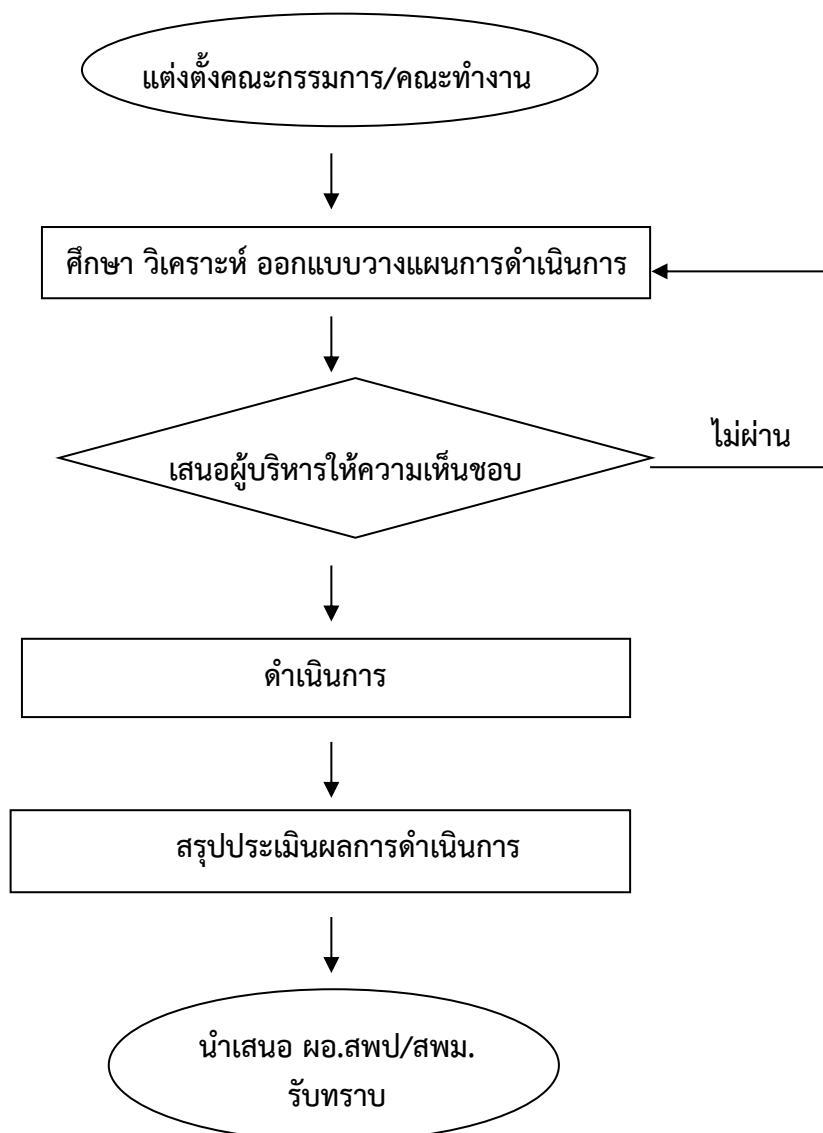 แต่งตั้งคณะกรรมการ/คณะทำงาน
ศึกษา วิเคราะห์ ออกแบบวางแผนการดำเนินการ
ไม่ผ่าน
เสนอผู้บริหารให้ความเห็นชอบ
ดำเนินการ
สรุปประเมินผลการดำเนินการ
นำเสนอ ผอ.สพป/สพม.
รับทราบ